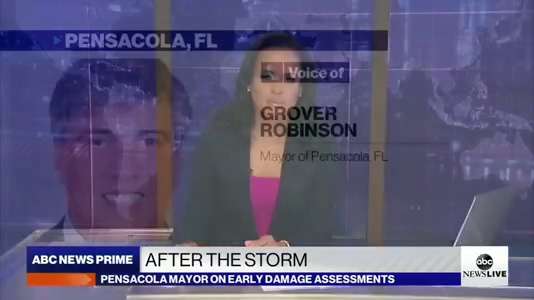 PENSACOLA, FL
Voice of
GROVER
ROBINSON
Mayor of Pensacola, FL
ABC NEWS PRIME
AFTER THE STORM
PENSACOLA MAYOR ON EARLY DAMAGE ASSESSMENTS
abc
NEWS LIVE